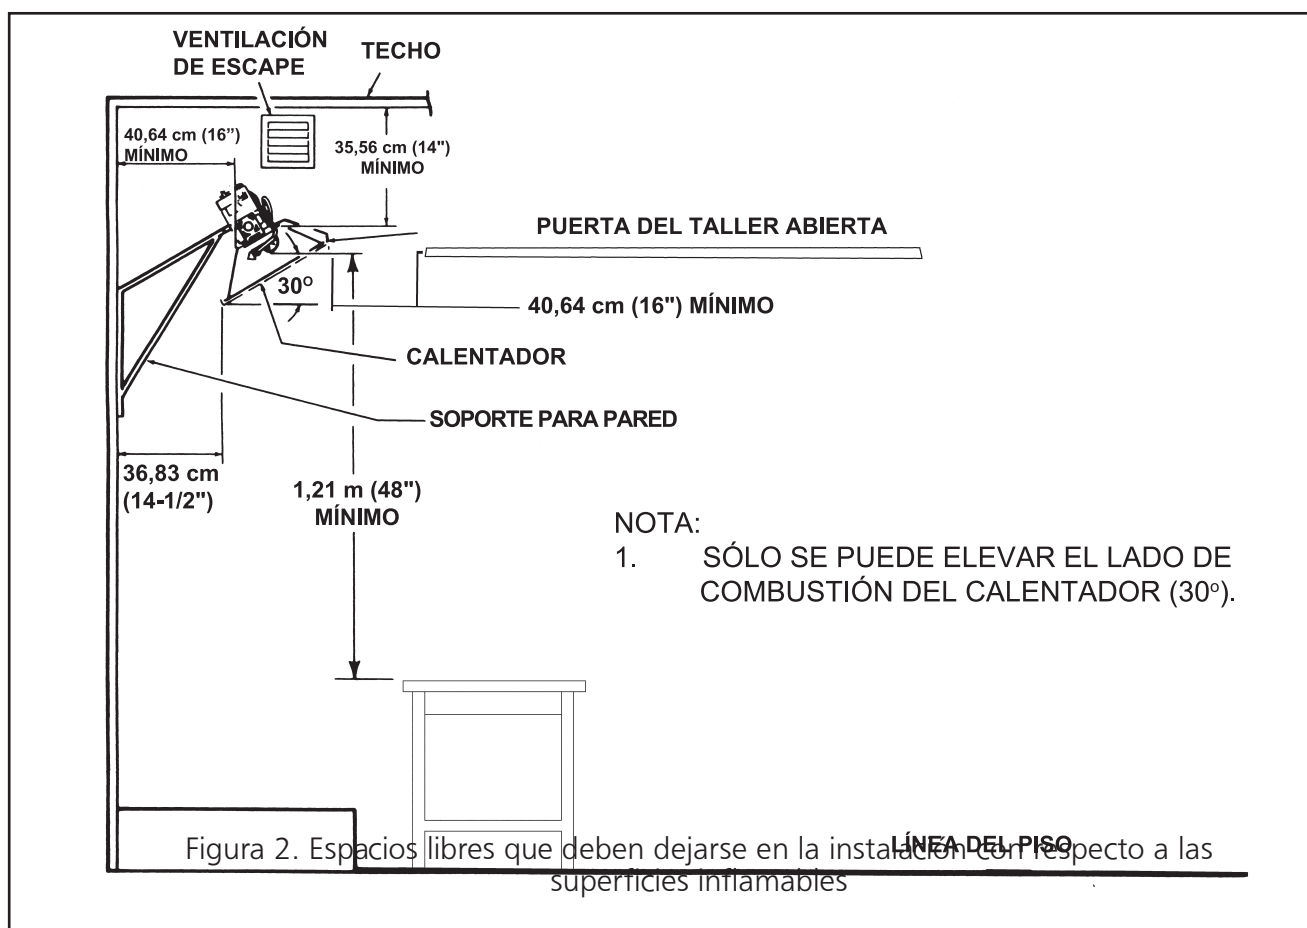 VENTILACIÓN
DE ESCAPE
TECHO
40,64 cm (16”)
MÍNIMO
35,56 cm (14")
MÍNIMO
PUERTA DEL TALLER ABIERTA
30º
40,64 cm (16") MÍNIMO
CALENTADOR
SOPORTE PARA PARED
36,83 cm
(14-1/2")
1,21 m (48")
MÍNIMO
NOTA:
1. SÓLO SE PUEDE ELEVAR EL LADO DE
COMBUSTIÓN DEL CALENTADOR (30º).
LÍNEA DEL PISO
Figura 2. Espacios libres que deben dejarse en la instalación con respecto a las
superficies inflamables